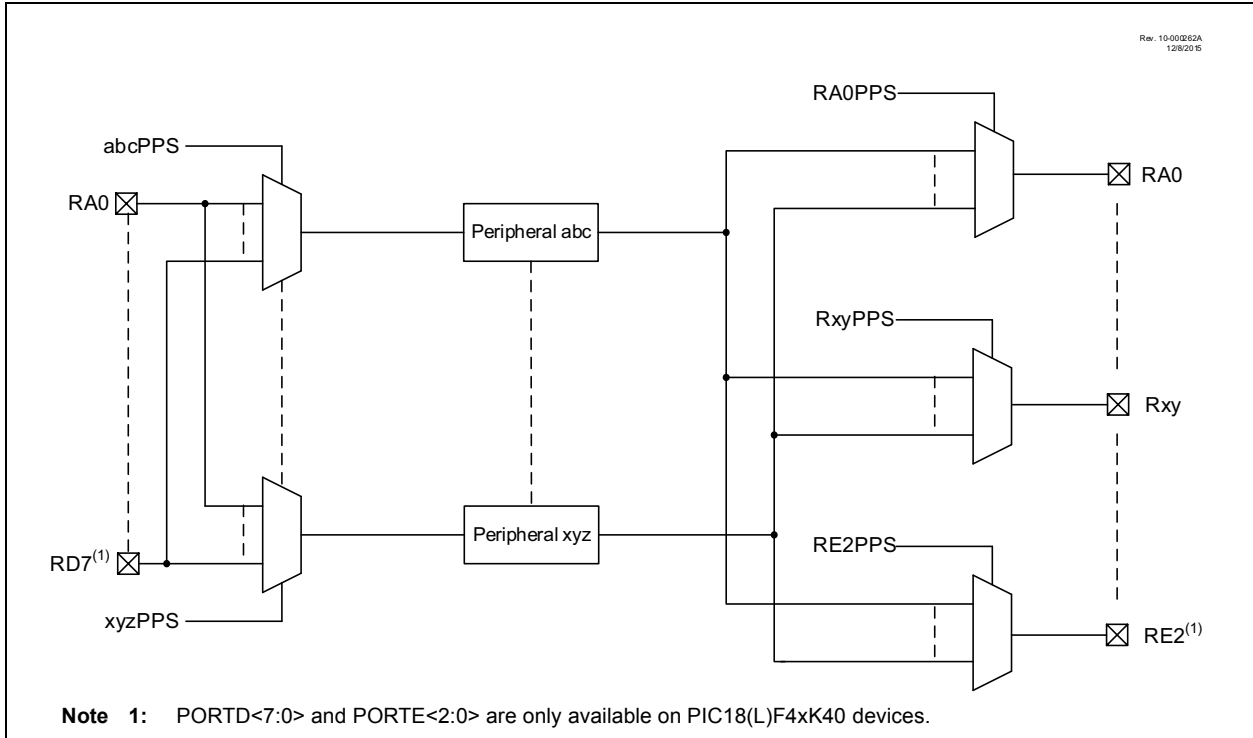 Rev. 10-000262A
12/8/2015
RA0PPS
abcPPS
RA0
RA0
Peripheral abc
RxyPPS
Rxy
Peripheral xyz
RE2PPS
RD7(1)
xyzPPS
RE2(1)
Note 1: PORTD<7:0> and PORTE<2:0> are only available on PIC18(L)F4xK40 devices.